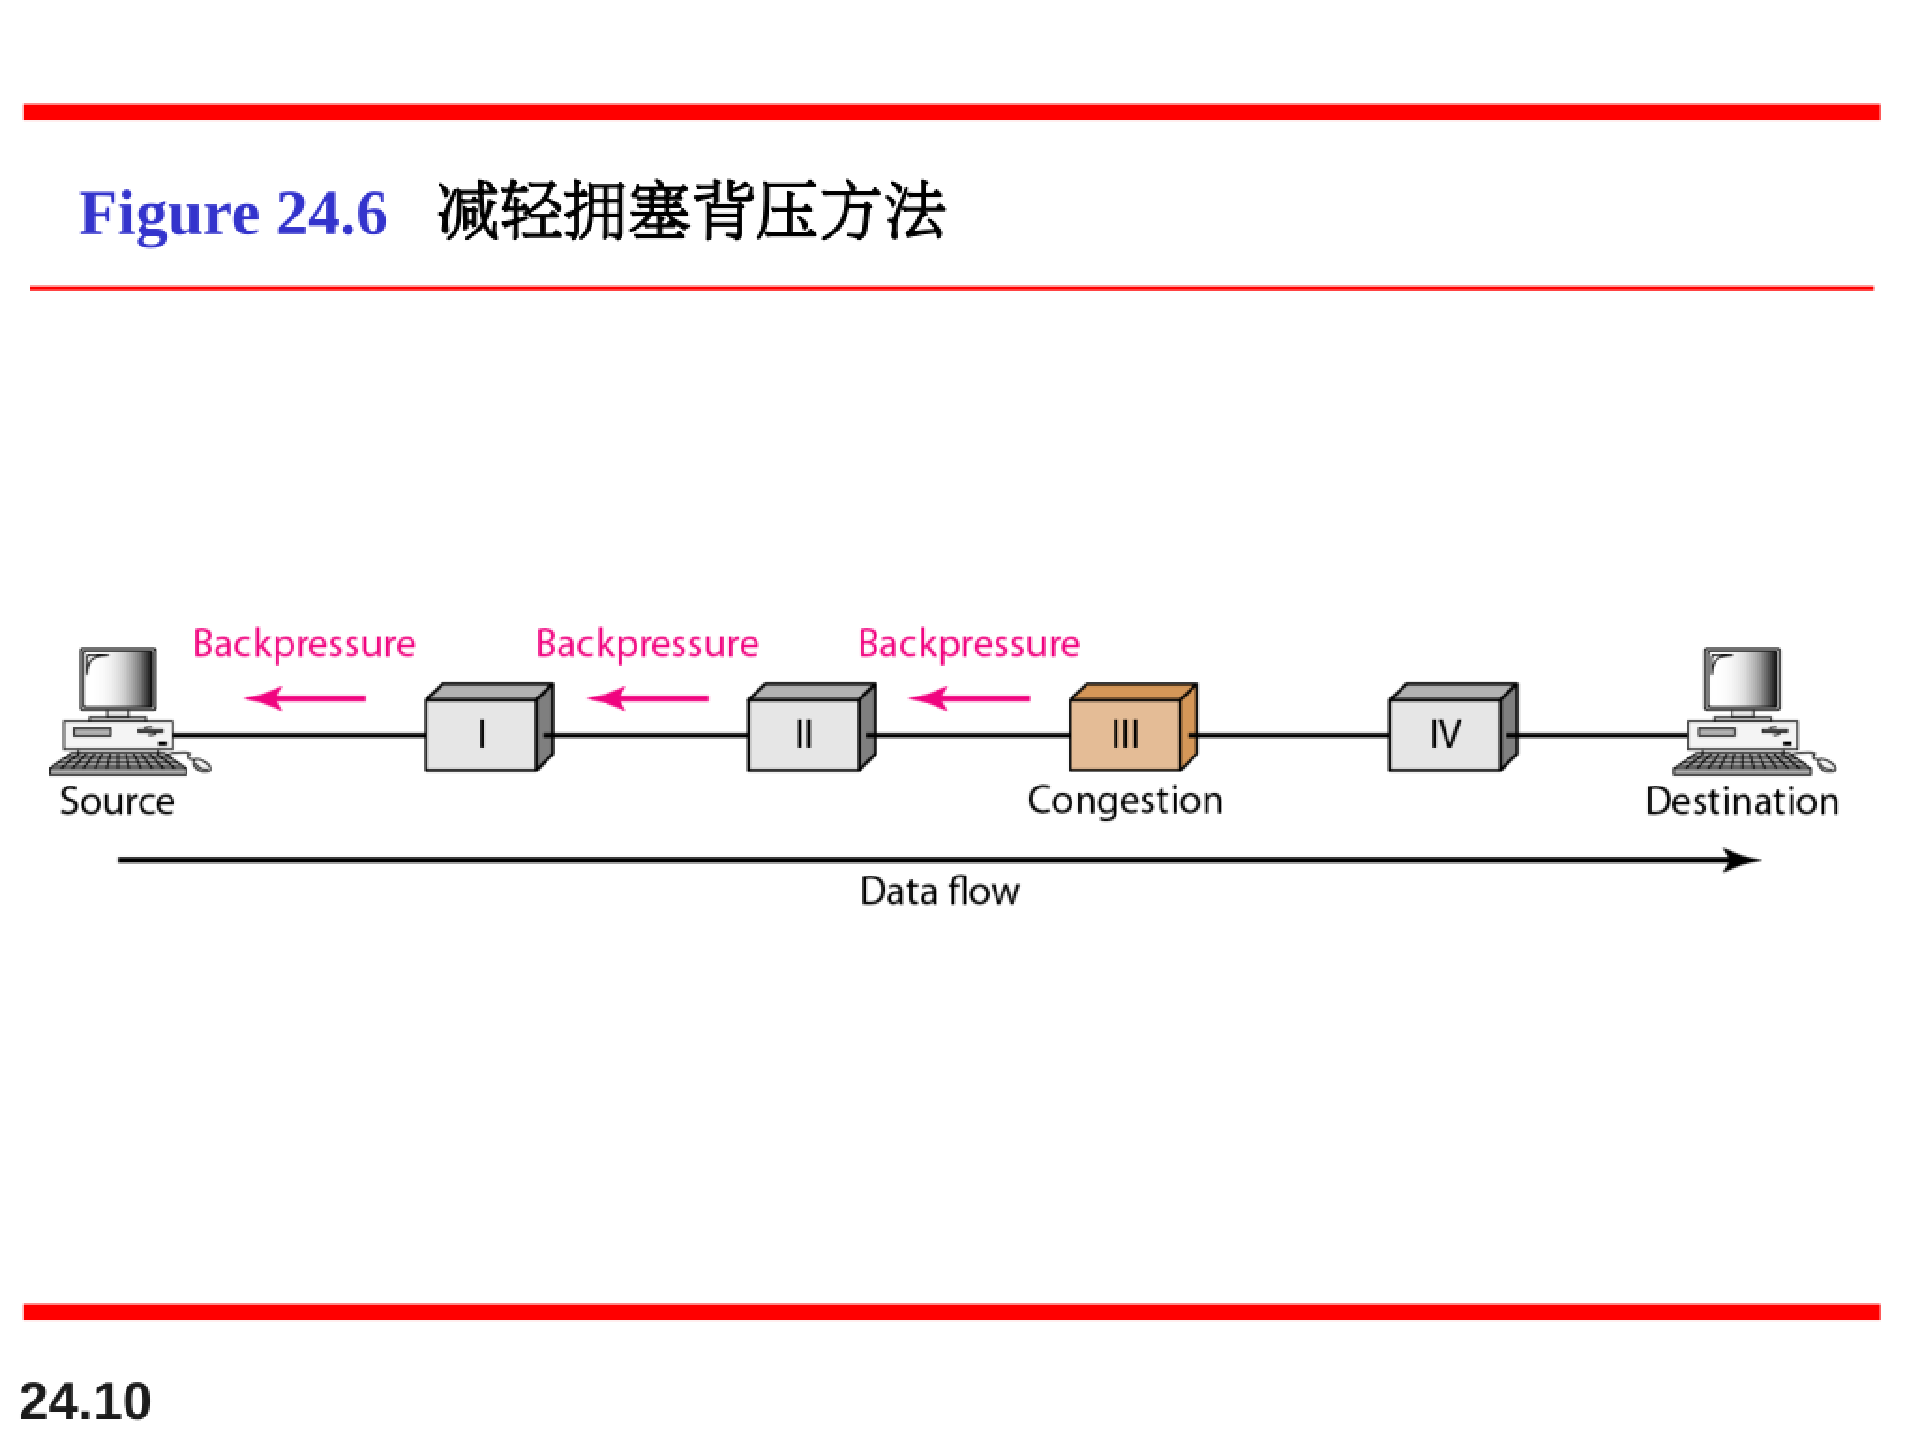 Figure 24.6 减轻拥塞背压方法
Backpressure Backpressure Backpressure
I II III IV
Source Congestion Destination
Data flow
24.10